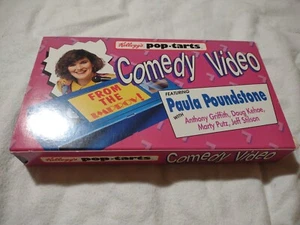 Kellogg's pop-tarts
Comedy Video
FROM THE
FEATURING
Paula Poundstone
WITH
Anthony Griffith, Doug Kehoe,
Marty Putz, Jeff Stilson
Kellogg's pop-tarts
Comedy Video